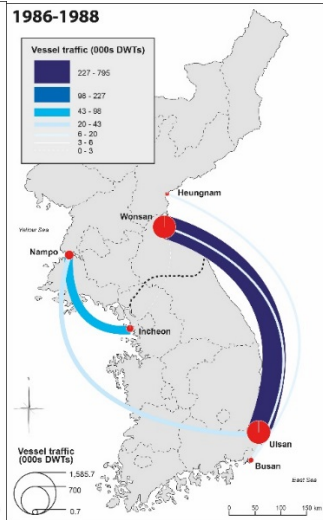 1986-1988
Vessel traffic (000s DWTs)
227 - 795
98 - 227
43 - 98
20 - 43
6 - 20
3 - 6
0 - 3
Heungnam
Wonsan
Yellow Sea
Nampo
Incheon
Ulsan
Busan
Vessel traffic
(000s DWTs)
1,585.7
700
0.7
East Sea
0 50 100 150 km